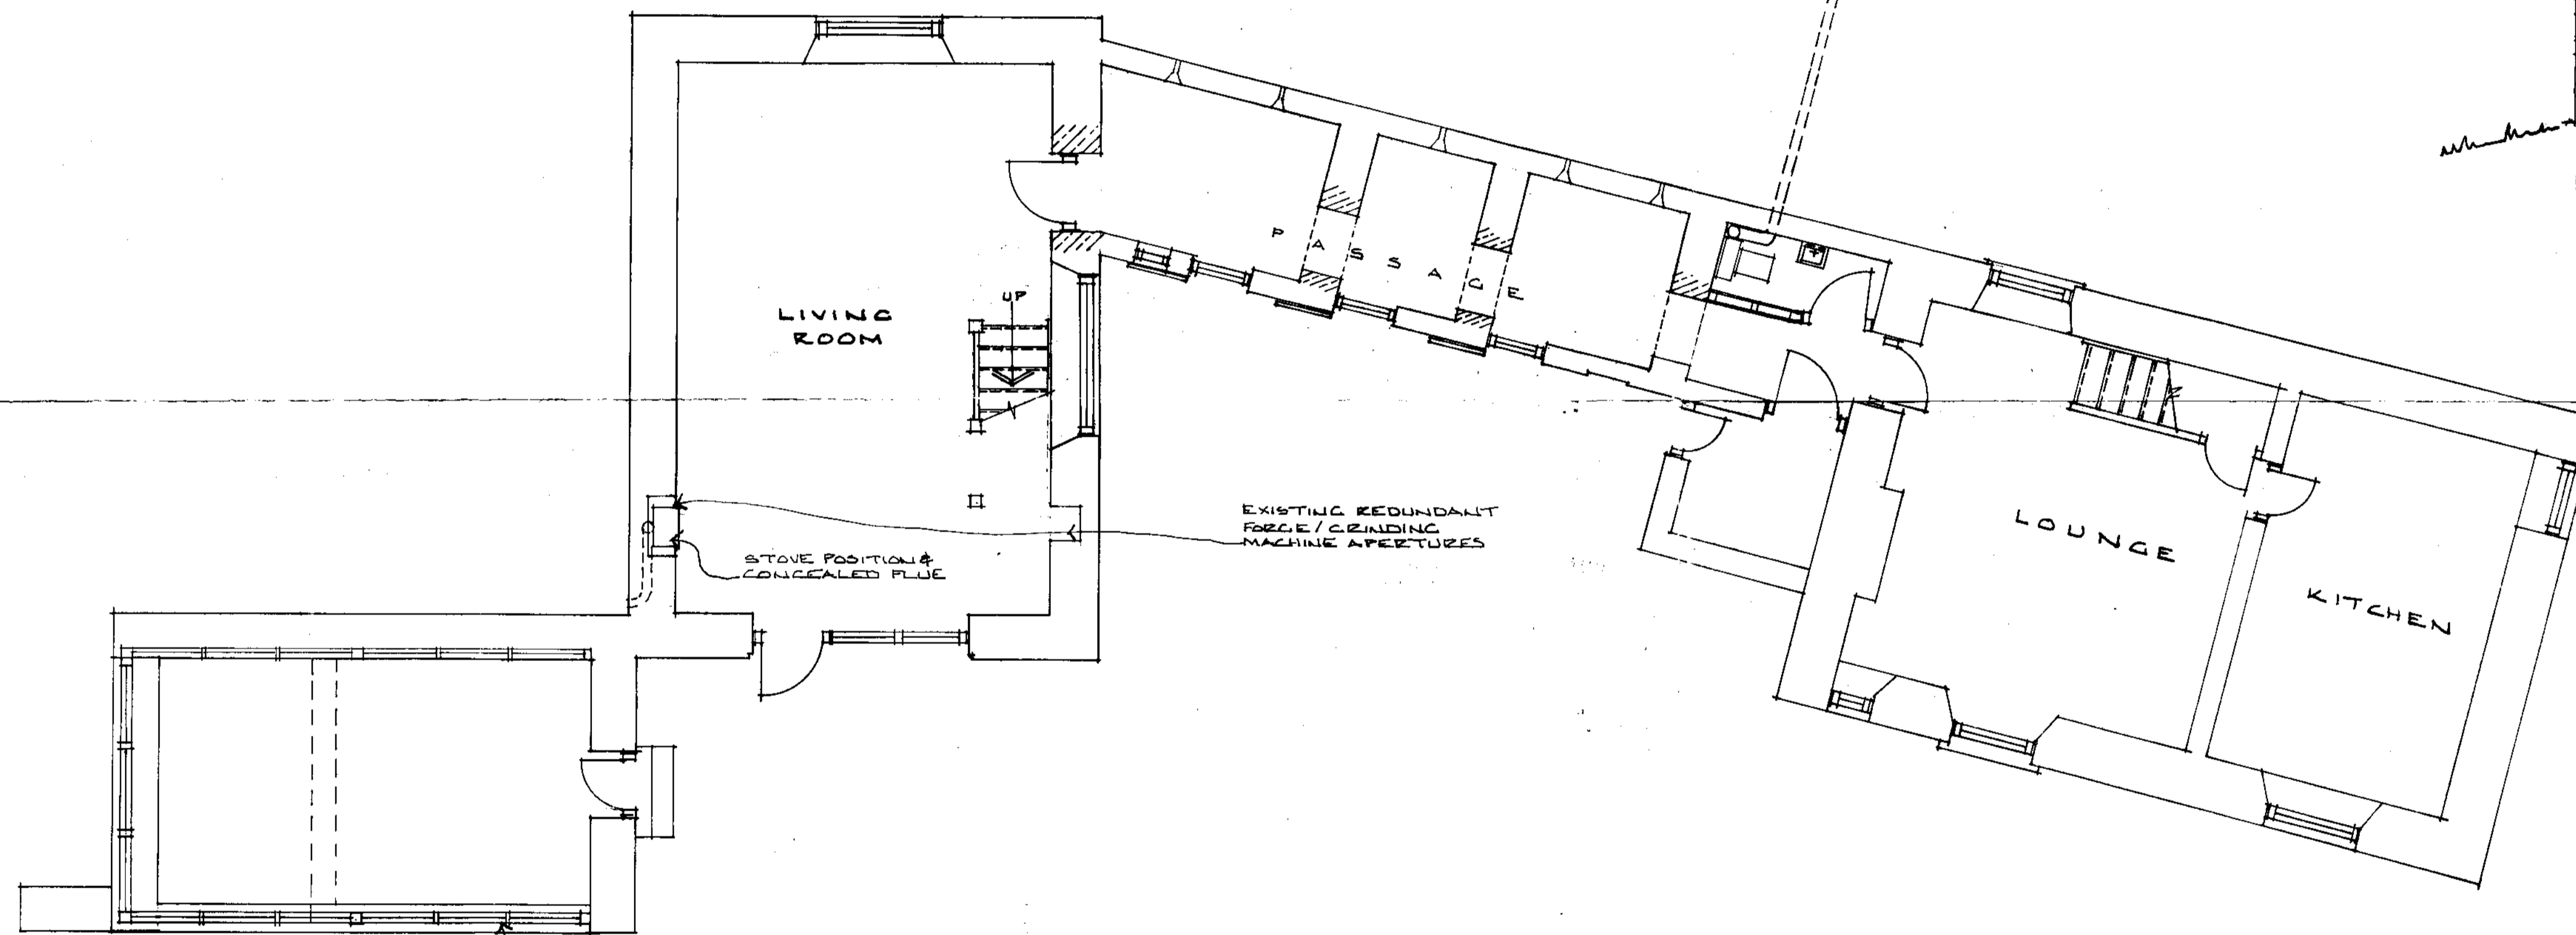 UP
LIVING
ROOM
PASSAGE
STOVE POSITION &
CONCEALED FLUE
EXISTING REDUNDANT
FORGE/GRINDING
MACHINE APERTURES
LOUNGE
KITCHEN